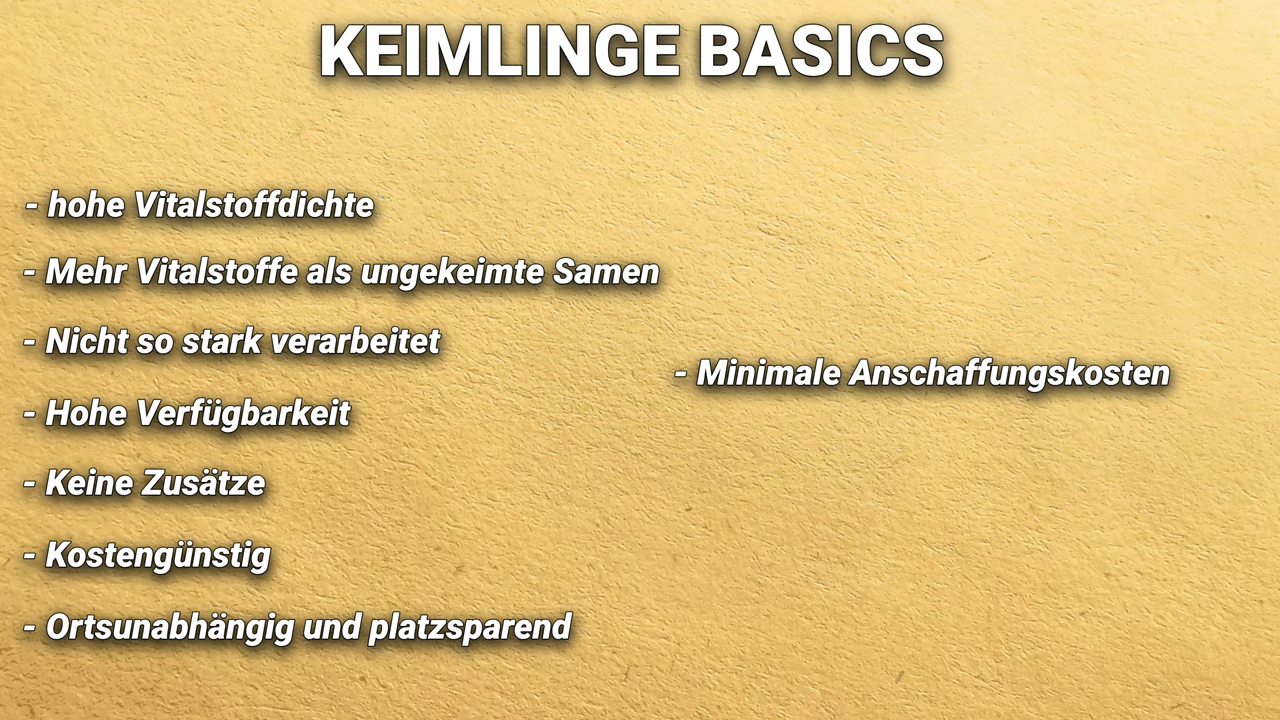 KEIMLINGE BASICS
- hohe Vitalstoffdichte
- Mehr Vitalstoffe als ungekeimte Samen
- Nicht so stark verarbeitet
- Hohe Verfügbarkeit
- Keine Zusätze
- Kostengünstig
- Ortsunabhängig und platzsparend
- Minimale Anschaffungskosten